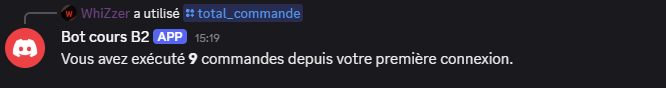 WhiZzer a utilisé total_commande
Bot cours B2 APP 15:19
Vous avez exécuté 9 commandes depuis votre première connexion.